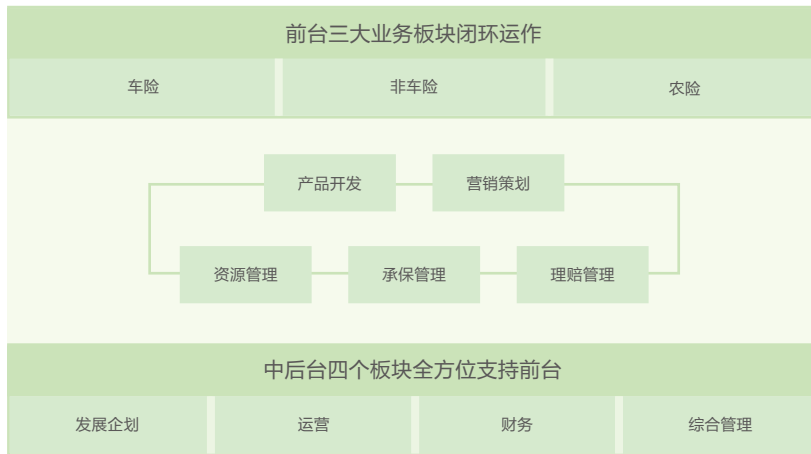 前台三大业务板块闭环运作
车险 非车险 农险
产品开发 营销策划
资源管理 承保管理 理赔管理
中后台四个板块全方位支持前台
发展企划 运营 财务 综合管理